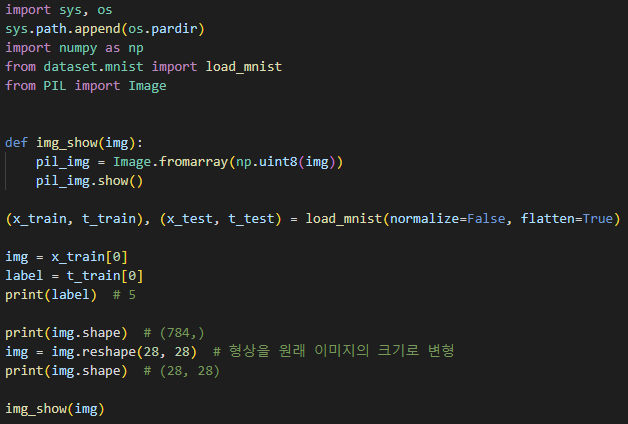 import sys, os
sys.path.append(os.pardir)
import numpy as np
from dataset.mnist import load_mnist
from PIL import Image
def img_show(img):
    pil_img = Image.fromarray(np.uint8(img))
    pil_img.show()
(x_train, t_train), (x_test, t_test) = load_mnist(normalize=False, flatten=True)
img = x_train[0]
label = t_train[0]
print(label)  # 5
print(img.shape)  # (784,)
img = img.reshape(28, 28)  # 형상을 원래 이미지의 크기로 변형
print(img.shape)  # (28, 28)
img_show(img)